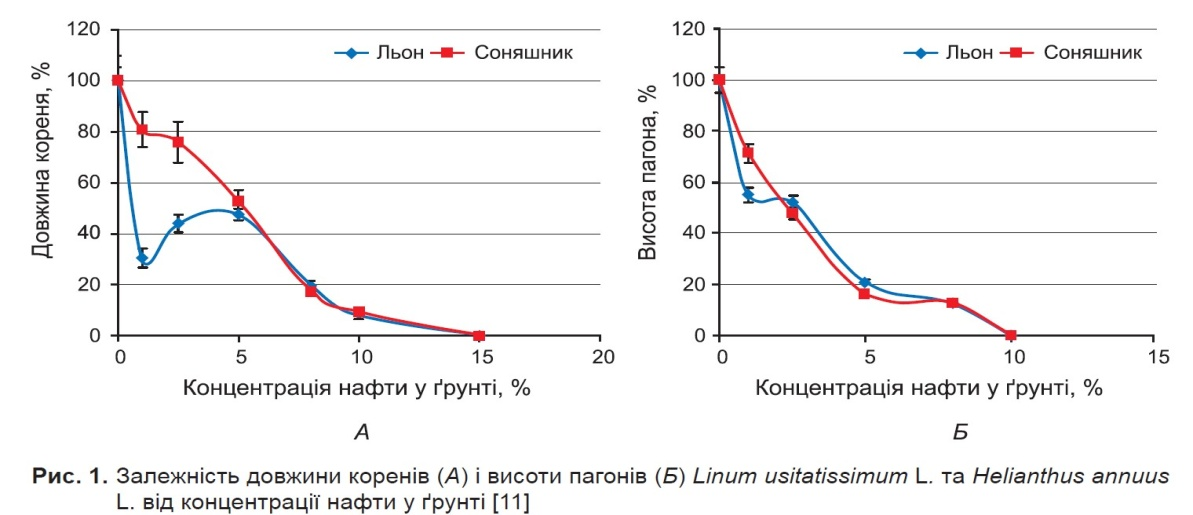 120
100
80
60
40
20
0
Довжина кореня, %
Льон
Соняшник
0 5 10 15 20
Концентрація нафти у ґрунті, %
А
120
100
80
60
40
20
0
Висота пагона, %
Льон
Соняшник
0 5 10 15
Концентрація нафти у ґрунті, %
Б
Рис. 1. Залежність довжини коренів (А) і висоти пагонів (Б) Linum usitatissimum L. та Helianthus annuus
L. від концентрації нафти у ґрунті [11]